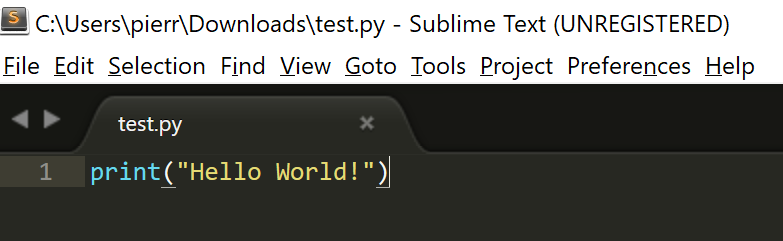 C:\Users\pierr\Downloads\test.py - Sublime Text (UNREGISTERED)
File Edit Selection Find View Goto Tools Project Preferences Help
test.py
1 print("Hello World!")